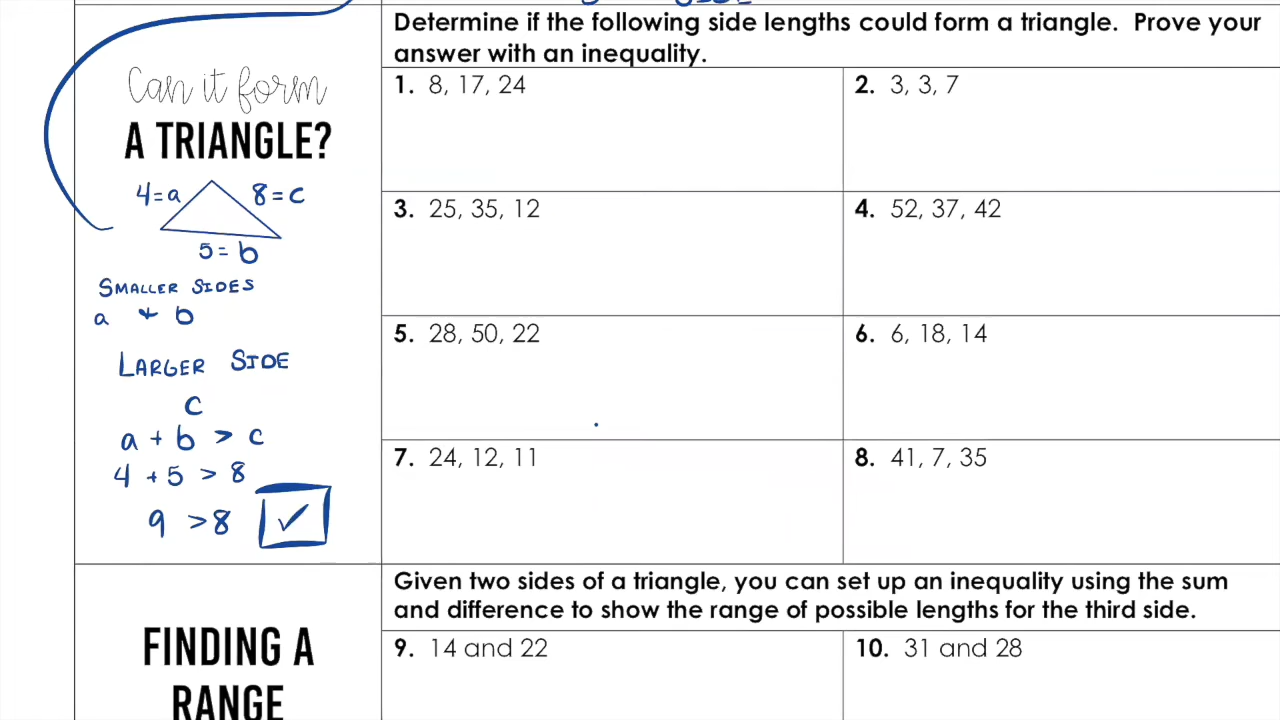 SIDE
Can it form
A TRIANGLE?
4=a
8=c
5=b
SMALLER SIDES
a + b
LARGER SIDE
c
a + b > c
4 + 5 > 8
9 > 8 ✓
Determine if the following side lengths could form a triangle. Prove your
answer with an inequality.
1. 8, 17, 24
2. 3, 3, 7
3. 25, 35, 12
4. 52, 37, 42
5. 28, 50, 22
6. 6, 18, 14
7. 24, 12, 11
8. 41, 7, 35
FINDING A
RANGE
Given two sides of a triangle, you can set up an inequality using the sum
and difference to show the range of possible lengths for the third side.
9. 14 and 22
10. 31 and 28